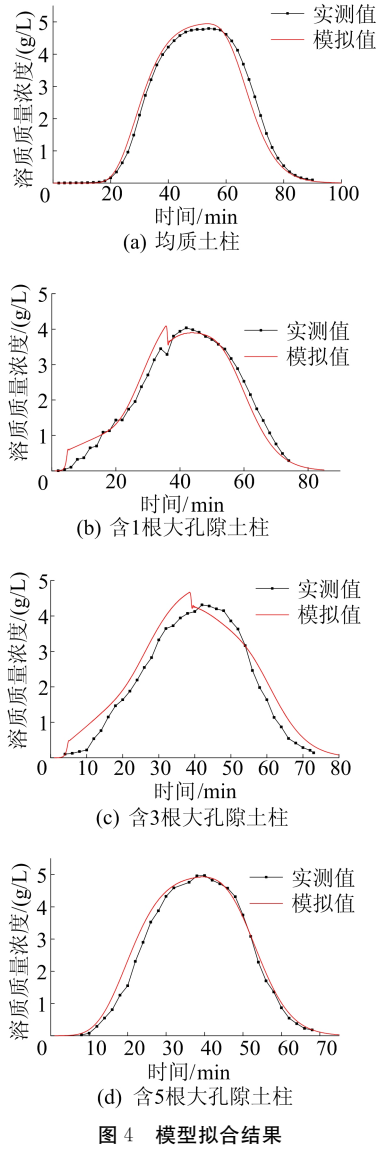 溶质质量浓度/(g/L)
5
4
3
2
1
实测值
模拟值
0 20 40 60 80 100
时间/min
(a) 均质土柱
溶质质量浓度/(g/L)
5
4
3
2
1
实测值
模拟值
0 20 40 60 80
时间/min
(b) 含1根大孔隙土柱
溶质质量浓度/(g/L)
5
4
3
2
1
实测值
模拟值
0 10 20 30 40 50 60 70 80
时间/min
(c) 含3根大孔隙土柱
溶质质量浓度/(g/L)
5
4
3
2
1
实测值
模拟值
0 10 20 30 40 50 60 70
时间/min
(d) 含5根大孔隙土柱
图 4 模型拟合结果